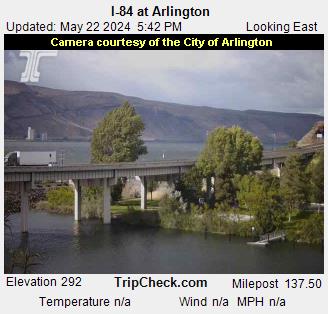 I-84 at Arlington
Updated: May 22 2024 5:42 PM Looking East
Camera courtesy of the City of Arlington
Elevation 292 TripCheck.com Milepost 137.50
Temperature n/a Wind n/a MPH n/a